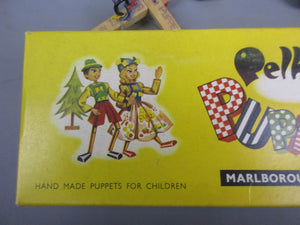 Pelh
PUP
HAND MADE PUPPETS FOR CHILDREN
MARLBOROU